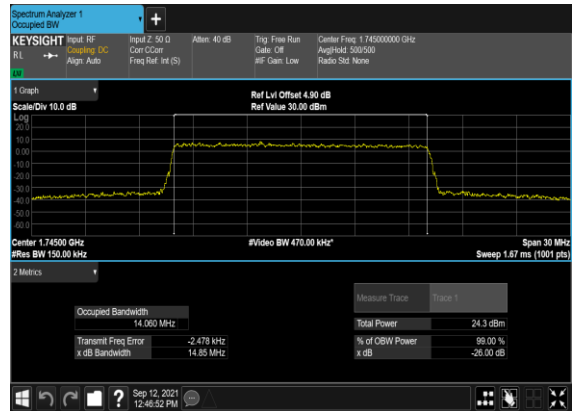 Spectrum Analyzer 1
Occupied BW
+
KEYSIGHT
Input: RF
Input Z: 50 Ω
Atten: 40 dB
Trig: Free Run
Center Freq: 1.745000000 GHz
RL
Coupling: DC
Corr CCorr
Gate: Off
Avg|Hold: 500/500
Align: Auto
Freq Ref: Int (S)
#IF Gain: Low
Radio Std: None
1 Graph
Ref Lvl Offset 4.90 dB
Scale/Div 10.0 dB
Ref Value 30.00 dBm
Log
20.0
10.0
0.00
-10.0
-20.0
-30.0
-40.0
-50.0
-60.0
Center 1.74500 GHz
#Video BW 470.00 kHz*
Span 30 MHz
#Res BW 150.00 kHz
Sweep 1.67 ms (1001 pts)
2 Metrics
Measure Trace
Trace 1
Occupied Bandwidth
14.060 MHz
Total Power
24.3 dBm
Transmit Freq Error
-2.478 kHz
% of OBW Power
99.00 %
x dB Bandwidth
14.85 MHz
x dB
-26.00 dB
?
Sep 12, 2021
12:46:52 PM